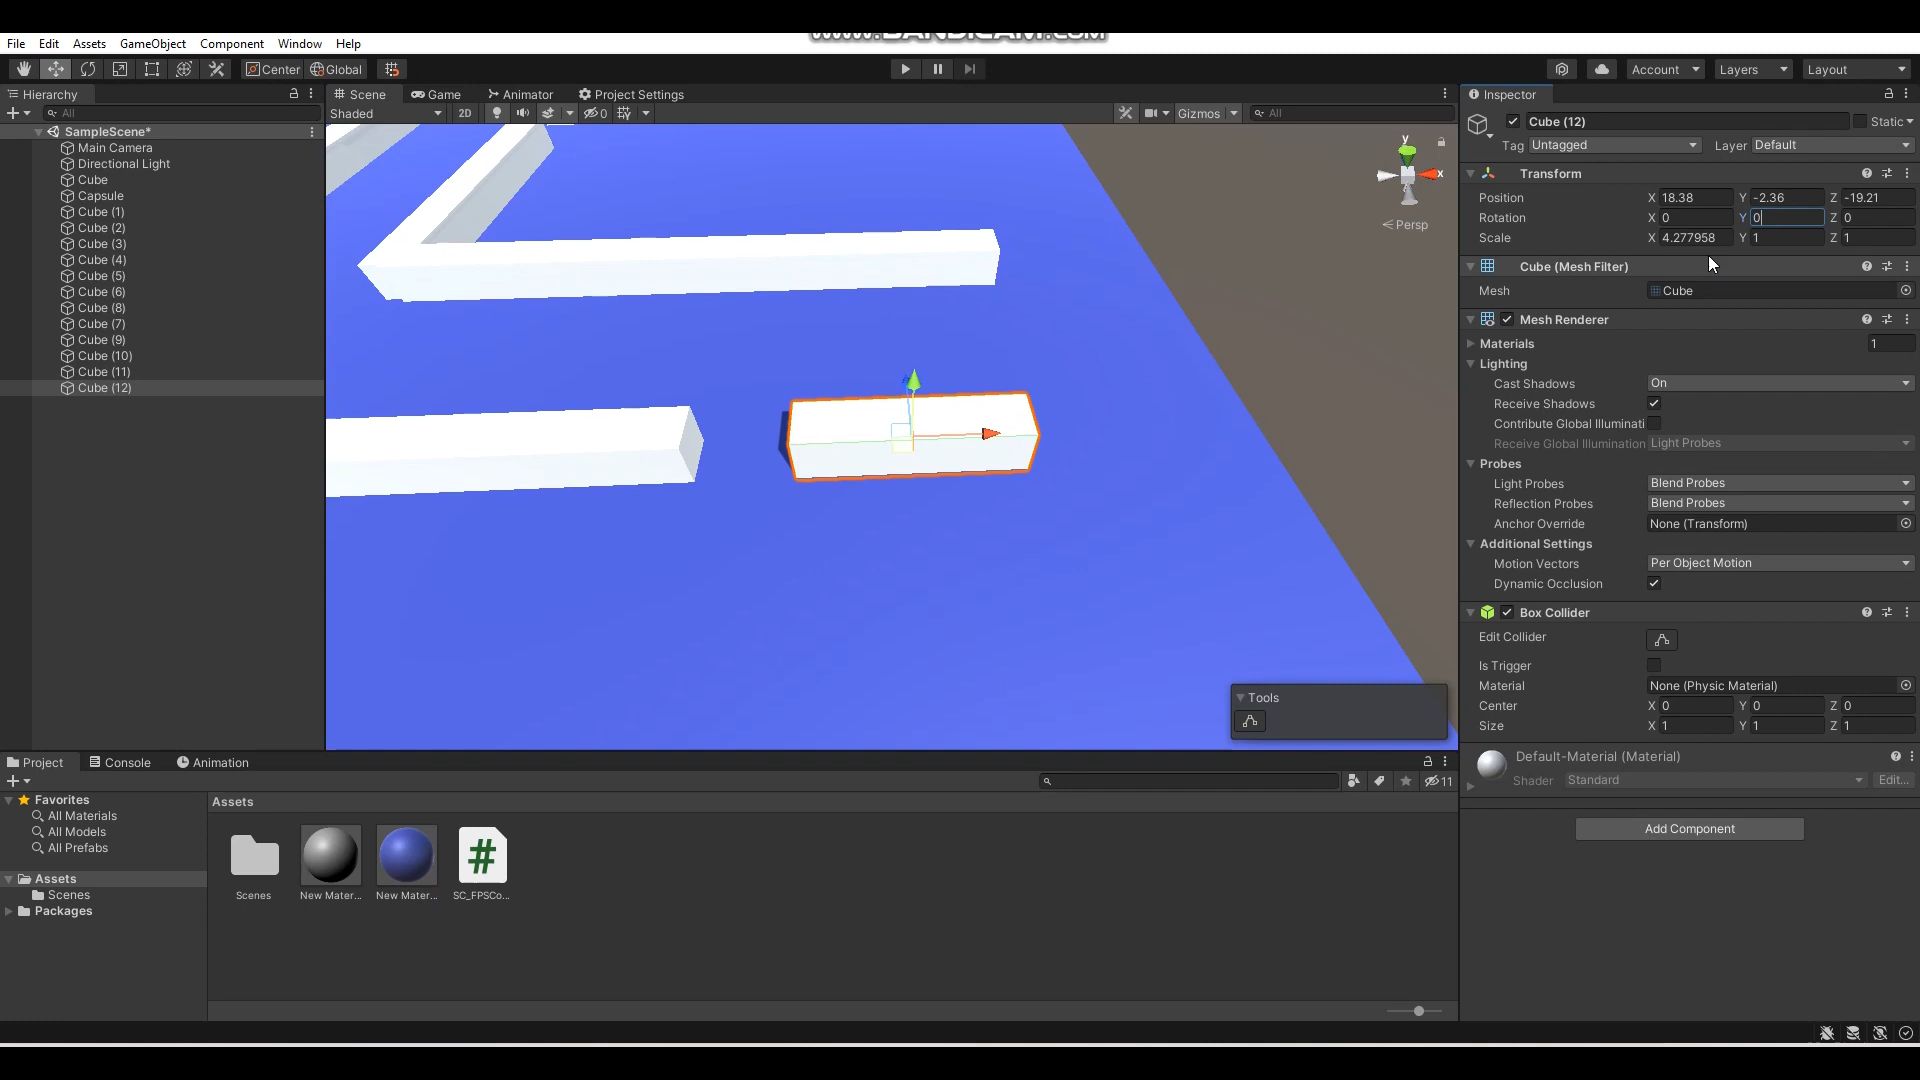 www.BANDICAM.com
File Edit Assets GameObject Component Window Help
Center Global Account Layers Layout
Hierarchy
All
SampleScene*
Main Camera
Directional Light
Cube
Capsule
Cube (1)
Cube (2)
Cube (3)
Cube (4)
Cube (5)
Cube (6)
Cube (8)
Cube (7)
Cube (9)
Cube (10)
Cube (11)
Cube (12)
Scene Game Animator Project Settings
Shaded 2D 0 Gizmos All
y
x
Persp
Tools
Inspector
Cube (12) Static
Tag Untagged Layer Default
Transform
Position X 18.38 Y -2.36 Z -19.21
Rotation X 0 Y 0 Z 0
Scale X 4.277958 Y 1 Z 1
Cube (Mesh Filter)
Mesh Cube
Mesh Renderer
Materials 1
Lighting
Cast Shadows On
Receive Shadows
Contribute Global Illuminati
Receive Global Illumination Light Probes
Probes
Light Probes Blend Probes
Reflection Probes Blend Probes
Anchor Override None (Transform)
Additional Settings
Motion Vectors Per Object Motion
Dynamic Occlusion
Box Collider
Edit Collider
Is Trigger
Material None (Physic Material)
Center X 0 Y 0 Z 0
Size X 1 Y 1 Z 1
Default-Material (Material)
Shader Standard Edit...
Add Component
Project Console Animation
11
Favorites
All Materials
All Models
All Prefabs
Assets
Scenes
Packages
Assets
Scenes New Mater... New Mater... SC_FPSCo...